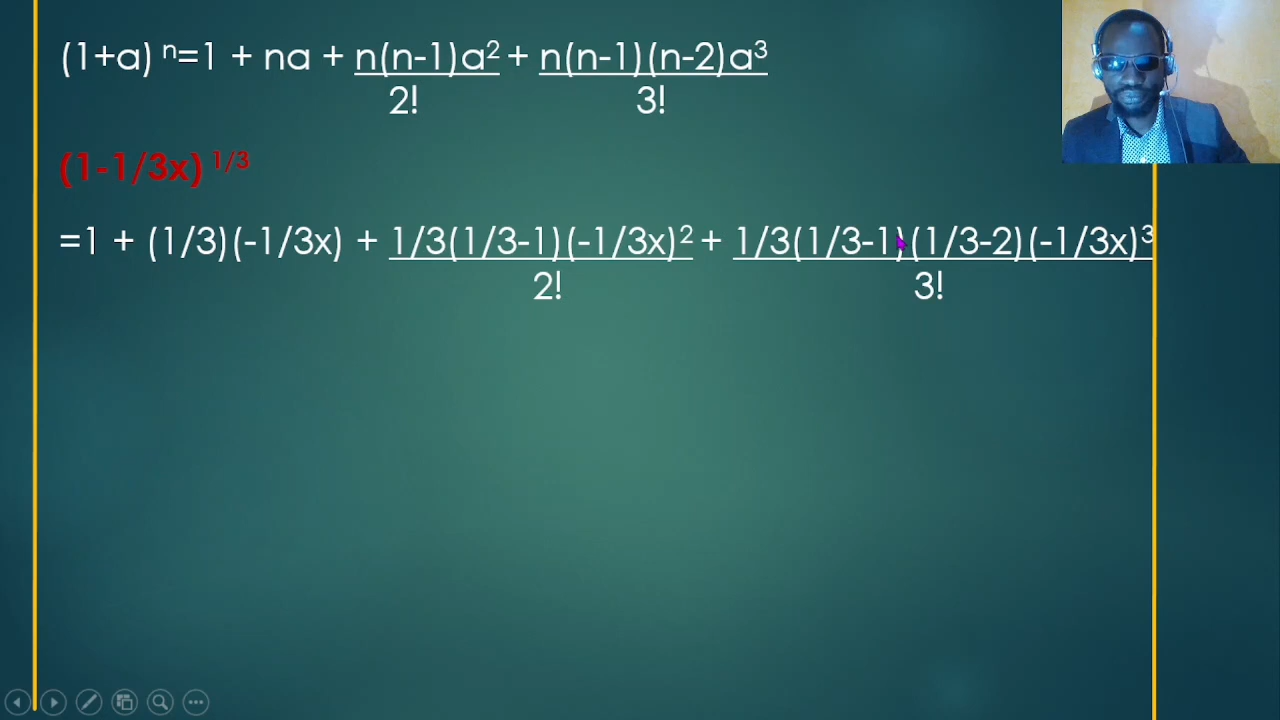 (1+a) ⁿ=1 + na + n(n-1)a² + n(n-1)(n-2)a³
2! 3!
(1-1/3x) ¹/³
=1 + (1/3)(-1/3x) + 1/3(1/3-1)(-1/3x)² + 1/3(1/3-1)(1/3-2)(-1/3x)³
2! 3!